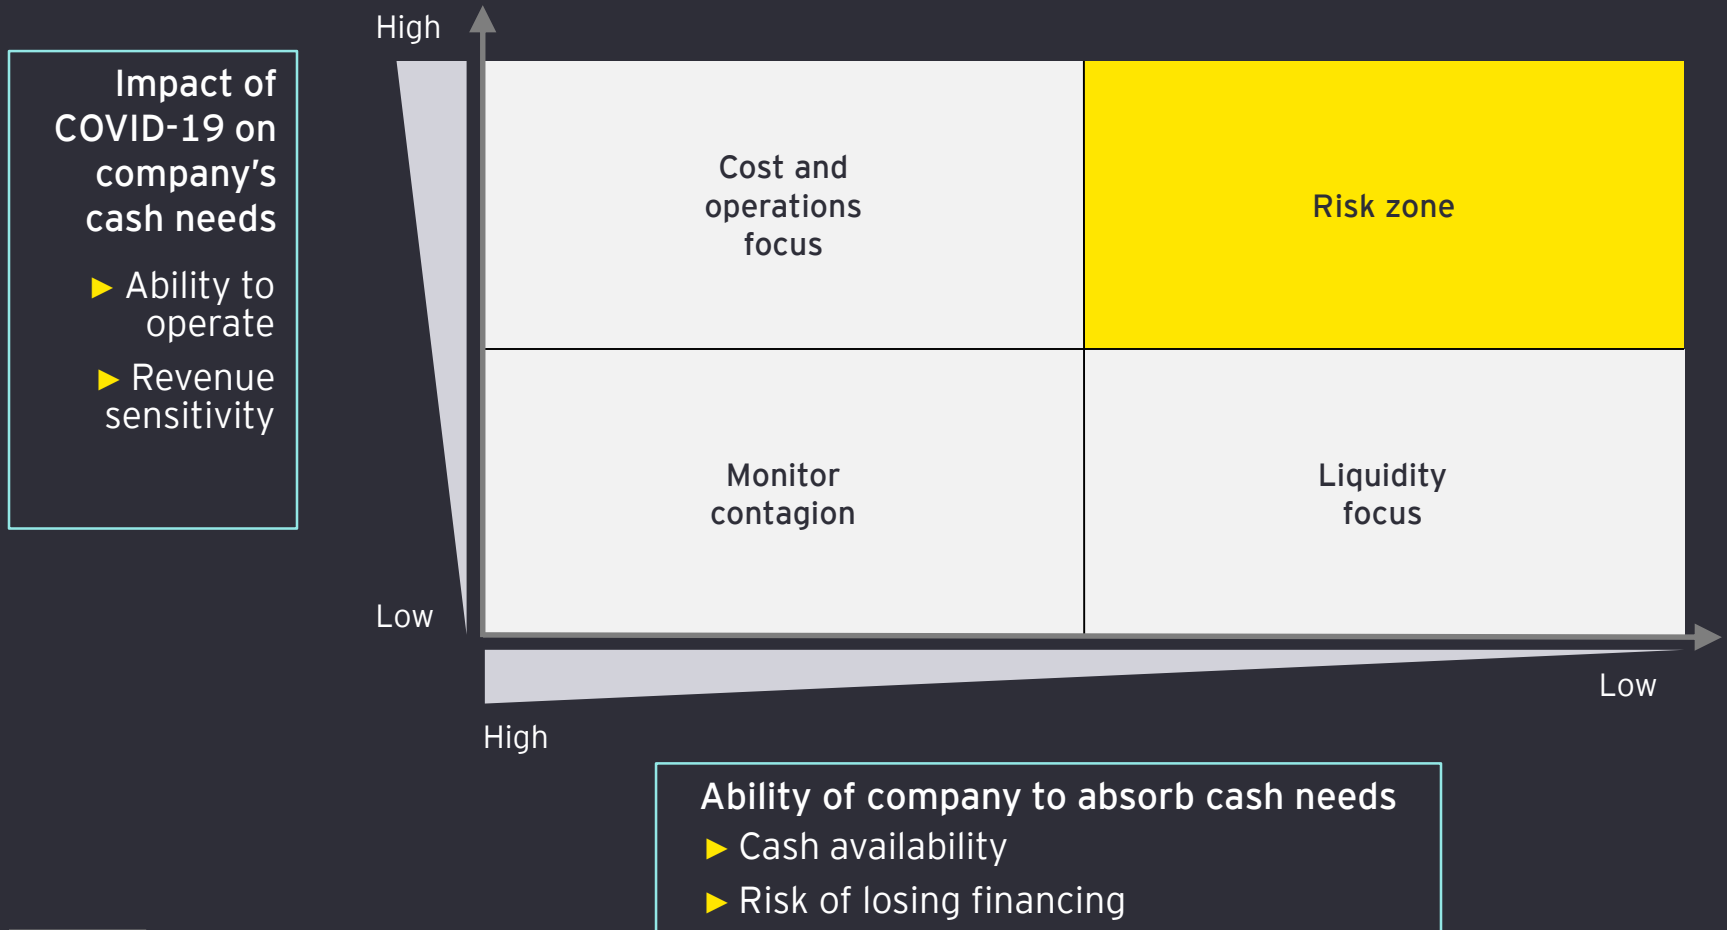 High
Impact of
COVID-19 on
company's
cash needs
► Ability to
operate
► Revenue
sensitivity
Cost and
operations
focus
Risk zone
Monitor
contagion
Liquidity
focus
Low
Low
High
Ability of company to absorb cash needs
► Cash availability
► Risk of losing financing